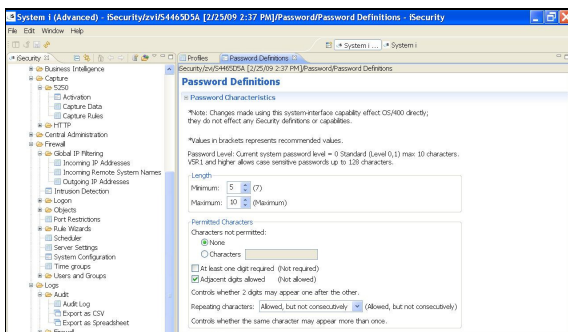 System i (Advanced) - iSecurity/zvi/S4465D5A [2/25/09 2:37 PM]/Password/Password Definitions - iSecurity
File Edit Window Help
System i ... System i
iSecurity
Profiles
Password Definitions
iSecurity/zvi/S4465D5A [2/25/09 2:37 PM]/Password/Password Definitions
Business Intelligence
Capture
5250
Activation
Capture Data
Capture Rules
HTTP
Central Administration
Firewall
Global IP Filtering
Incoming IP Addresses
Incoming Remote System Names
Outgoing IP Addresses
Intrusion Detection
Logon
Objects
Port Restrictions
Rule Wizards
Scheduler
Server Settings
System Configuration
Time groups
Users and Groups
Logs
Audit
Audit Log
Export as CSV
Export as Spreadsheet
Firewall
Password Definitions
Password Characteristics
*Note: Changes made using this system-interface capability effect OS/400 directly;
they do not effect any iSecurity definitions or capabilities.
*Values in brackets represents recommended values.
Password Level: Current system password level = 0 Standard (Level 0,1) max 10 characters.
V5R1 and higher allows case sensitive passwords up to 128 characters.
Length
Minimum: 5 (7)
Maximum: 10 (Maximum)
Permitted Characters
Characters not permitted:
None
Characters
At least one digit required (Not required)
Adjacent digits allowed (Not allowed)
Controls whether 2 digits may appear one after the other.
Repeating characters: Allowed, but not consecutively (Allowed, but not consecutively)
Controls whether the same character may appear more than once.